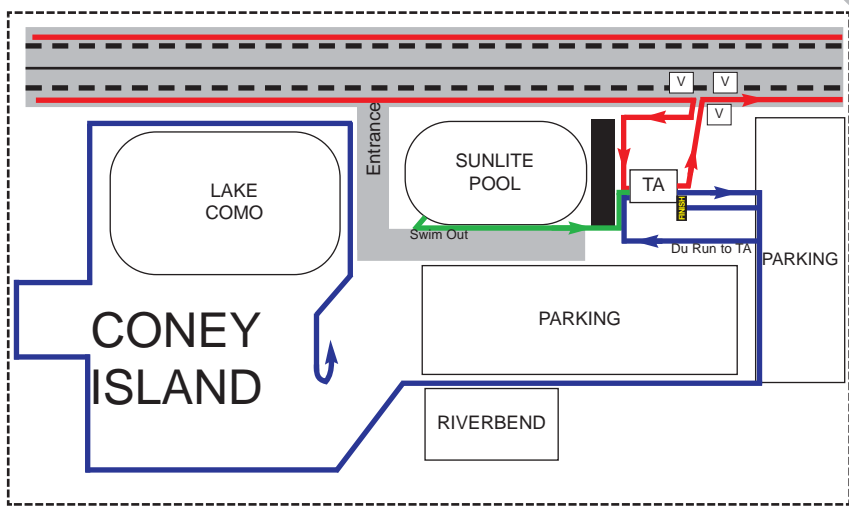 V
V
V
Entrance
SUNLITE
POOL
LAKE
COMO
TA
FINISH
Swim Out
Du Run to TA
PARKING
PARKING
CONEY
ISLAND
RIVERBEND